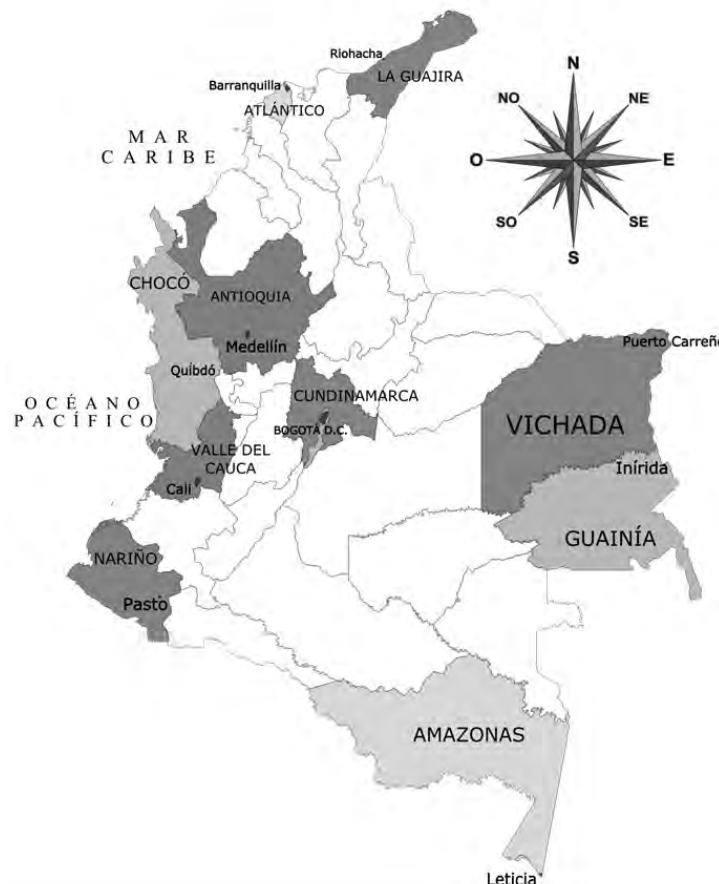 Riohacha
LA GUAJIRA
Barranquilla
ATLÁNTICO
MAR
CARIBE
N
NO
NE
O
E
SO
SE
S
CHOCÓ
ANTIOQUIA
Medellín
Quibdó
OCÉANO
PACÍFICO
CUNDINAMARCA
BOGOTÁ D.C.
VALLE DEL
CAUCA
Cali
Puerto Carreño
VICHADA
Inírida
GUAINÍA
NARIÑO
Pasto
AMAZONAS
Leticia